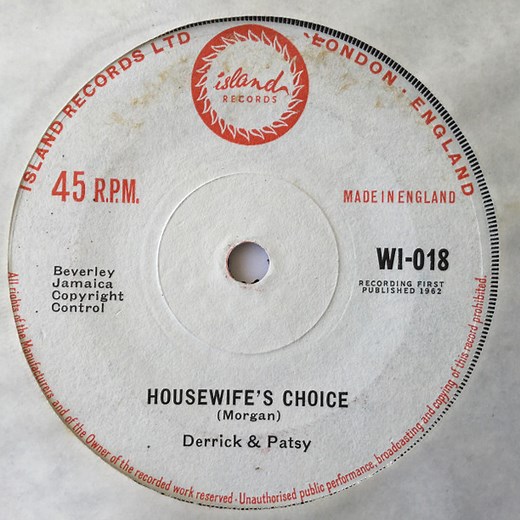 ISLAND RECORDS LTD
LONDON · ENGLAND
island
RECORDS
45 R.P.M.
MADE IN ENGLAND
Beverley
Jamaica
Copyright
Control
WI-018
RECORDING FIRST
PUBLISHED 1962
HOUSEWIFE'S CHOICE
(Morgan)
Derrick & Patsy
All rights of the Manufacturers and of the Owner of the recorded work reserved - Unauthorised public performance, broadcasting and copying of this record prohibited.